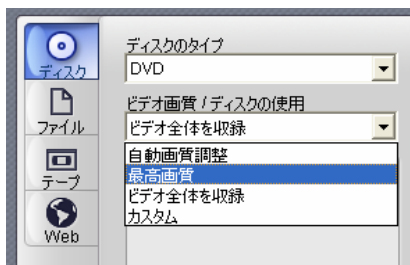 ディスク
ファイル
テープ
Web
ディスクのタイプ
DVD
ビデオ画質 / ディスクの使用
ビデオ全体を収録
自動画質調整
最高画質
ビデオ全体を収録
カスタム